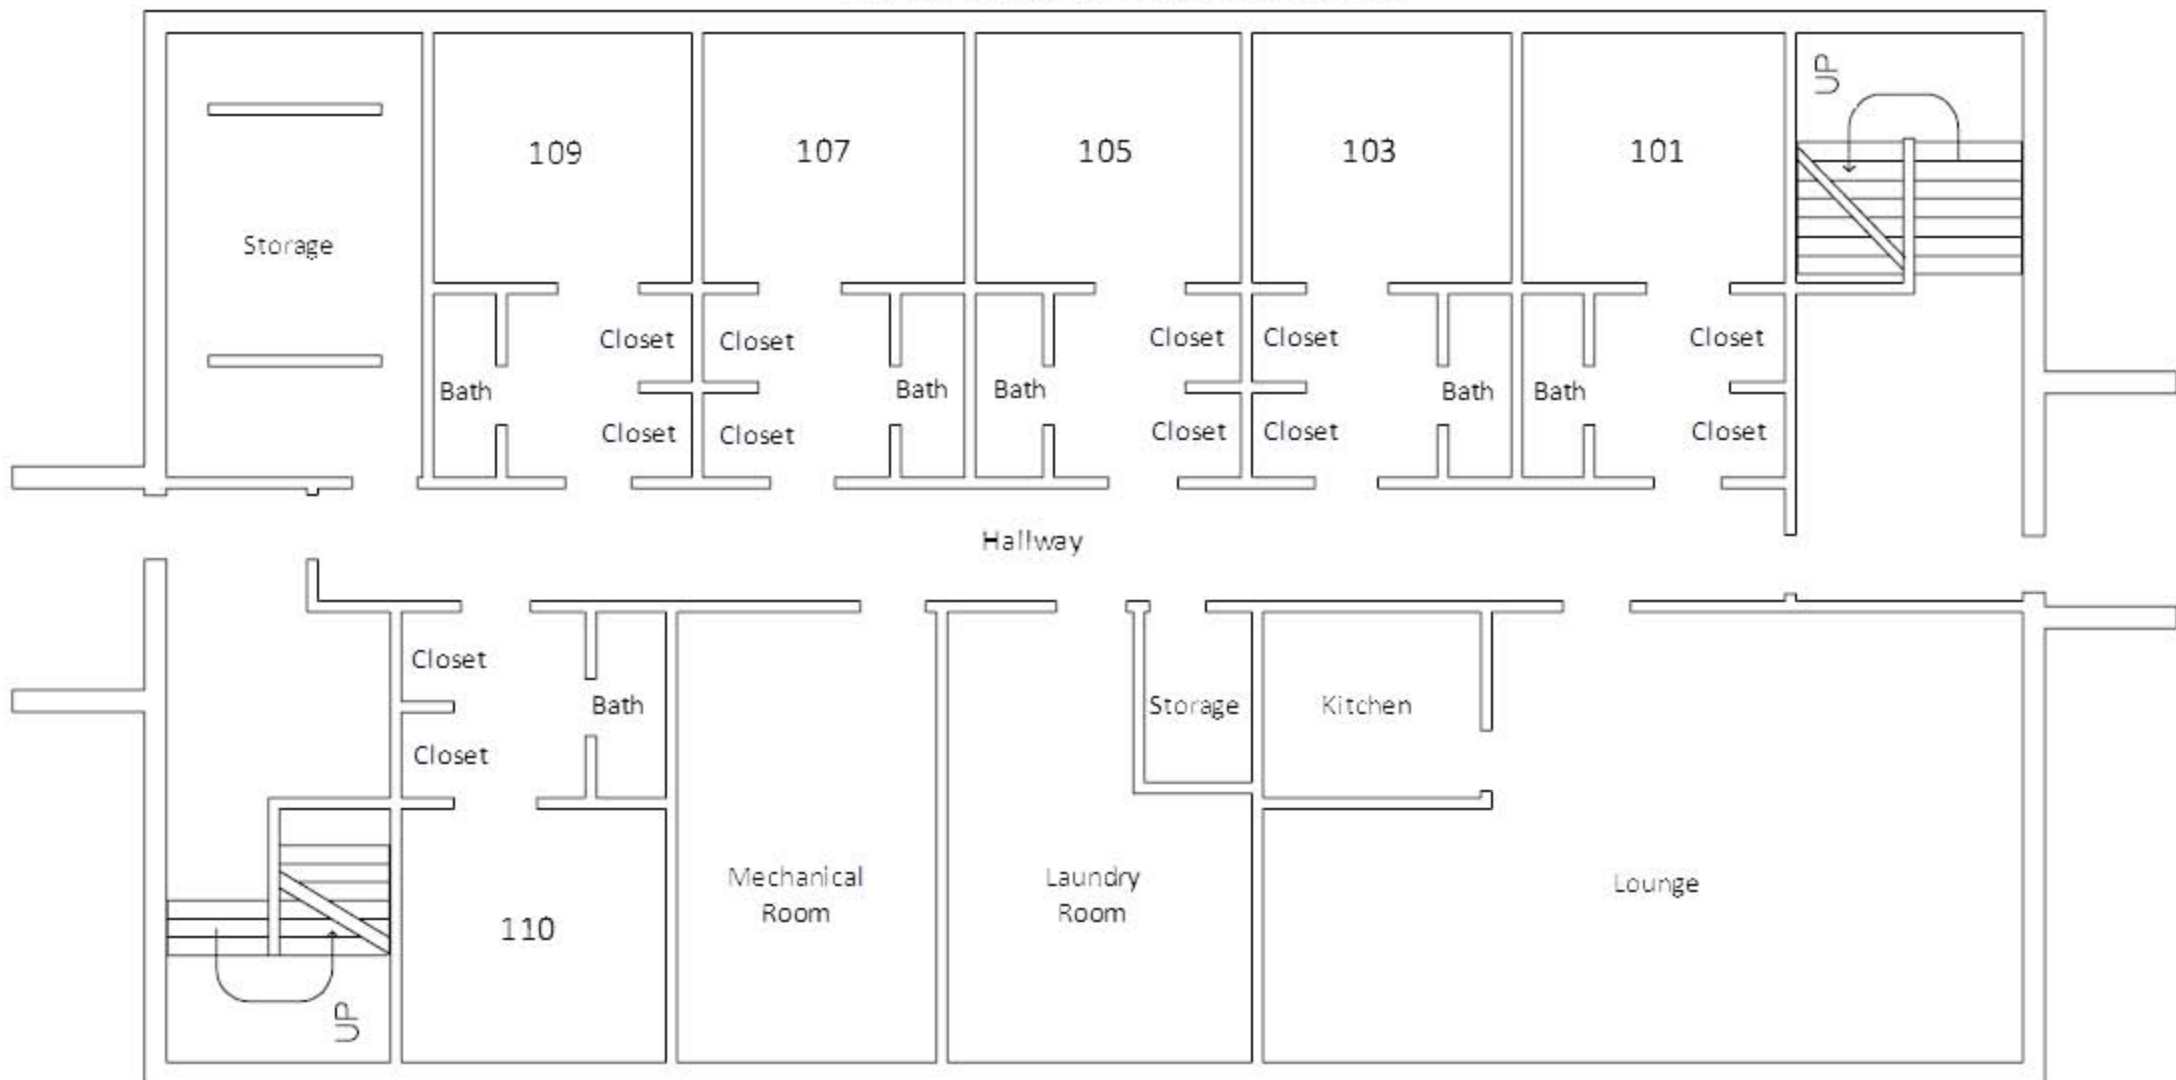 UP
109
107
105
103
101
Storage
Closet
Closet
Closet
Closet
Closet
Bath
Bath
Bath
Bath
Bath
Closet
Closet
Closet
Closet
Closet
Hallway
Closet
Bath
Storage
Kitchen
Closet
Mechanical
Room
Laundry
Room
Lounge
110
UP